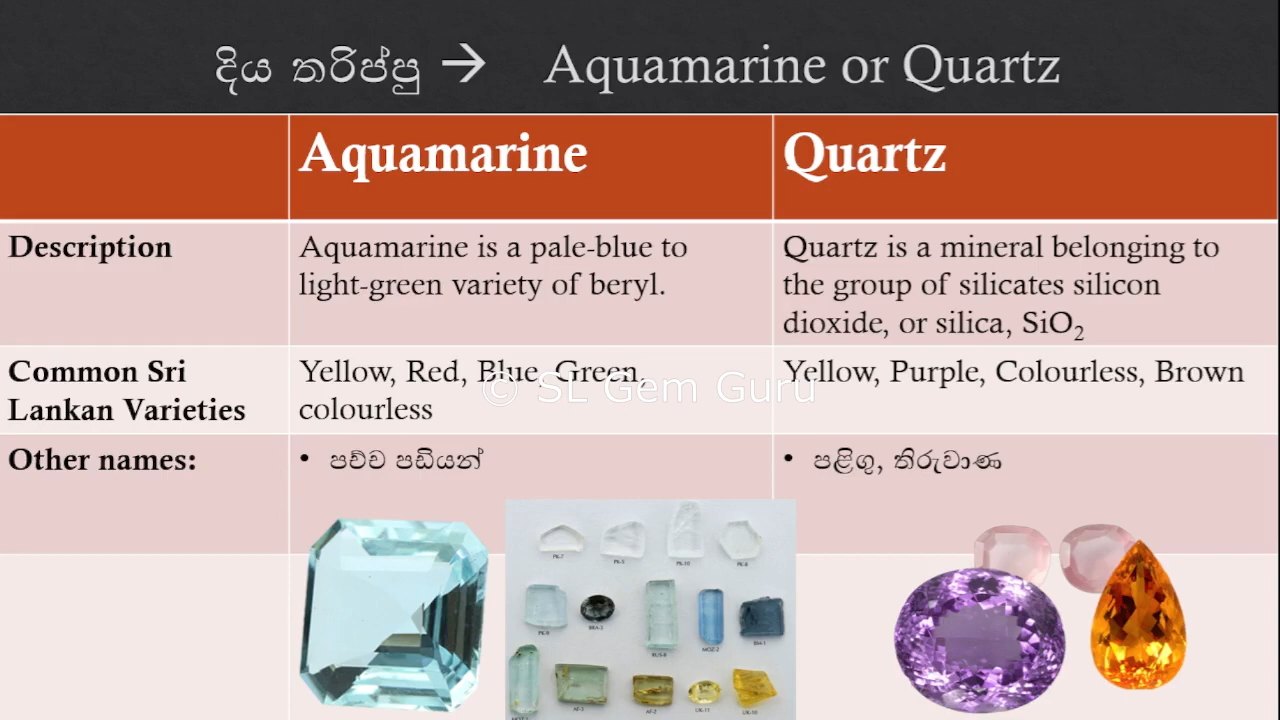 දිය තරිප්පු → Aquamarine or Quartz
Aquamarine
Quartz
Description
Aquamarine is a pale-blue to
light-green variety of beryl.
Quartz is a mineral belonging to
the group of silicates silicon
dioxide, or silica, SiO₂
Common Sri
Lankan Varieties
Yellow, Red, Blue, Green,
colourless
Yellow, Purple, Colourless, Brown
© SL Gem Guru
Other names:
• පච්ච පඩියන්
• පළිගු, තිරුවාණ